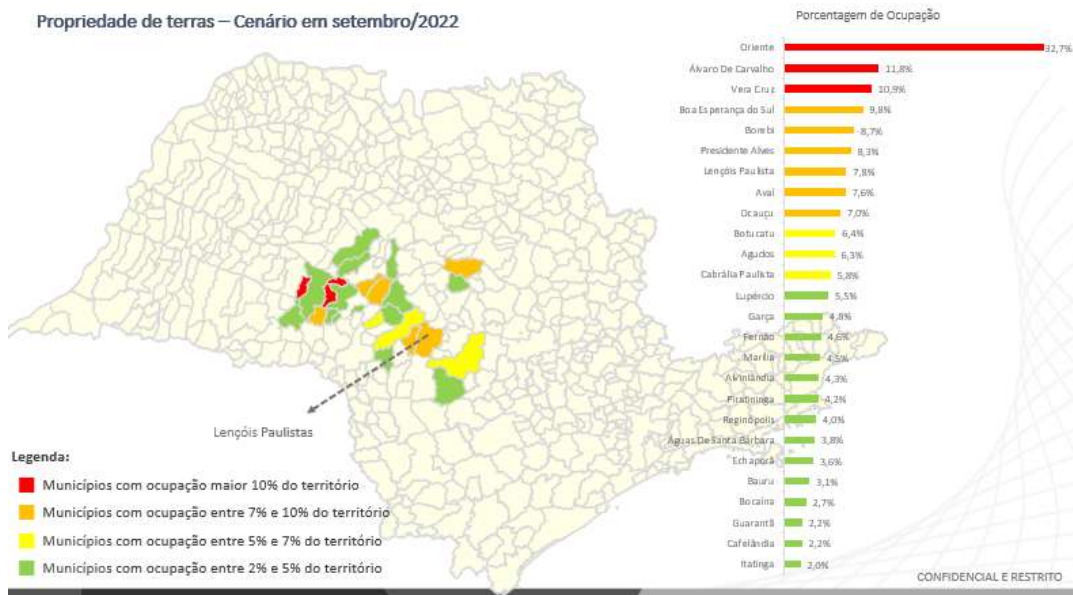 Propriedade de terras – Cenário em setembro/2022
Porcentagem de Ocupação
Oriente 32,7%
Álvaro De Carvalho 11,8%
Vera Cruz 10,9%
Boa Esperança do Sul 9,8%
Borebi 8,7%
Presidente Alves 8,3%
Lençóis Paulista 7,8%
Avaí 7,6%
Ocauçu 7,0%
Botucatu 6,4%
Agudos 6,3%
Cabrália Paulista 5,8%
Lupércio 5,5%
Garça 4,8%
Fernão 4,6%
Marília 4,5%
Alvinlândia 4,3%
Piratininga 4,2%
Reginópolis 4,0%
Águas De Santa Bárbara 3,8%
Echaporã 3,6%
Bauru 3,1%
Bocaina 2,7%
Guarantã 2,2%
Cafelândia 2,2%
Itatinga 2,0%
Lençóis Paulistas
Legenda:
Municípios com ocupação maior 10% do território
Municípios com ocupação entre 7% e 10% do território
Municípios com ocupação entre 5% e 7% do território
Municípios com ocupação entre 2% e 5% do território
CONFIDENCIAL E RESTRITO